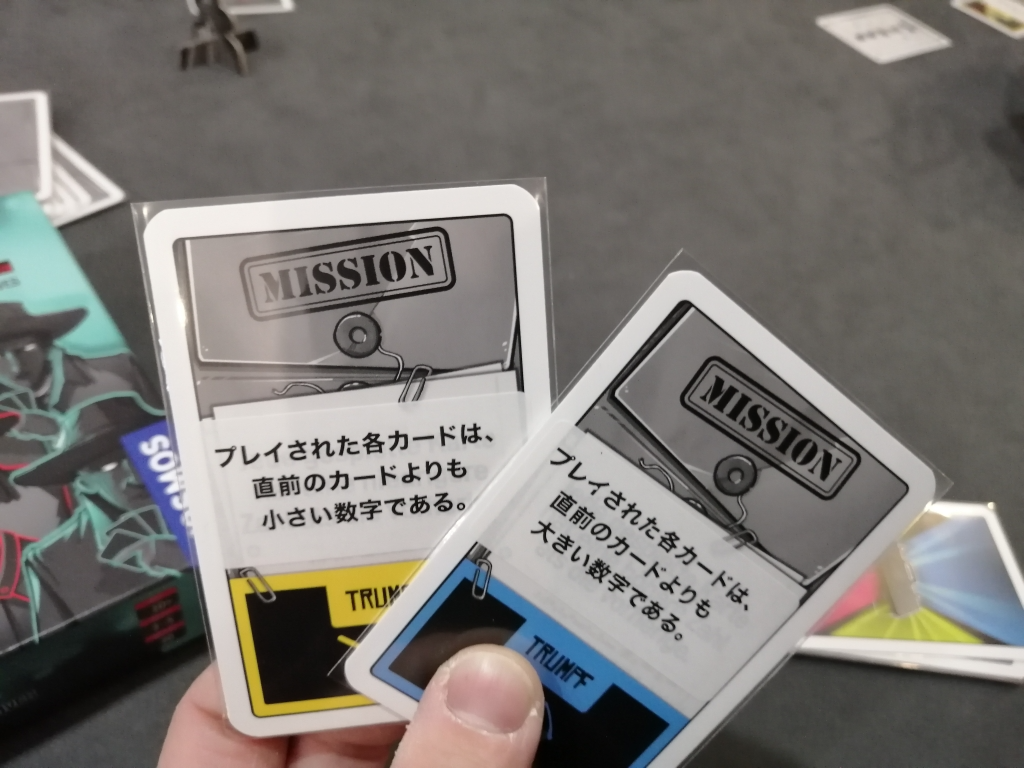 MISSION
プレイされた各カードは、
直前のカードよりも
小さい数字である。
MISSION
プレイされた各カードは、
直前のカードよりも
大きい数字である。
TRUMPF